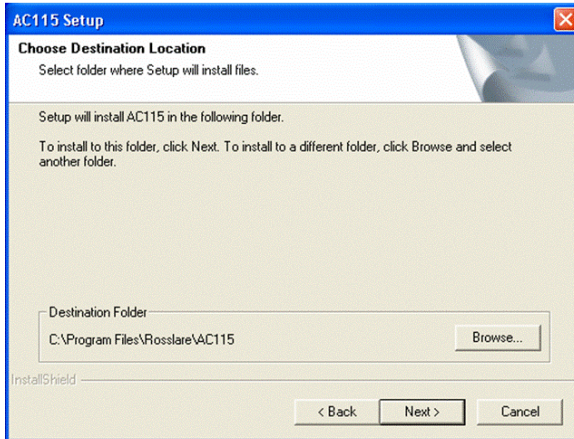 AC115 Setup
Choose Destination Location
Select folder where Setup will install files.
Setup will install AC115 in the following folder.
To install to this folder, click Next. To install to a different folder, click Browse and select
another folder.
Destination Folder
C:\Program Files\Rosslare\AC115
Browse...
InstallShield
< Back
Next >
Cancel